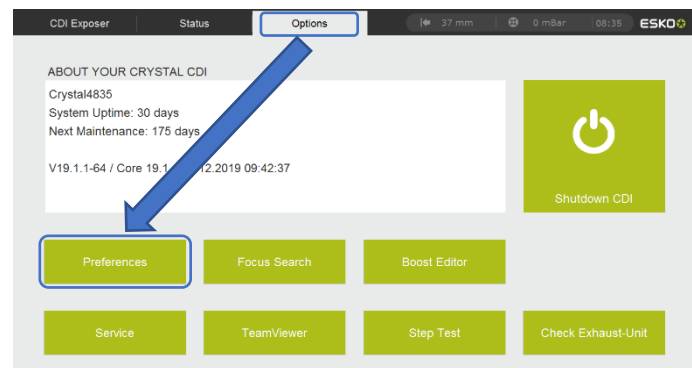 CDI Exposer Status Options 37 mm 0 mBar 08:35 ESKO
ABOUT YOUR CRYSTAL CDI
Crystal4835
System Uptime: 30 days
Next Maintenance: 175 days
V19.1.1-64 / Core 19.1 12.2019 09:42:37
Shutdown CDI
Preferences Focus Search Boost Editor
Service TeamViewer Step Test Check Exhaust-Unit